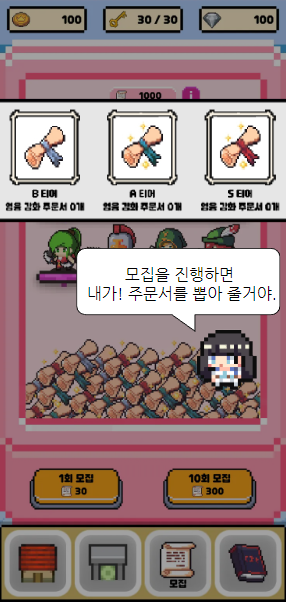 100
30 / 30
100
1000
i
B 티어
A 티어
S 티어
영웅 강화 주문서 0개
영웅 강화 주문서 0개
영웅 강화 주문서 0개
모집을 진행하면
내가! 주문서를 뽑아 줄거야.
1회 모집
30
10회 모집
300
모집